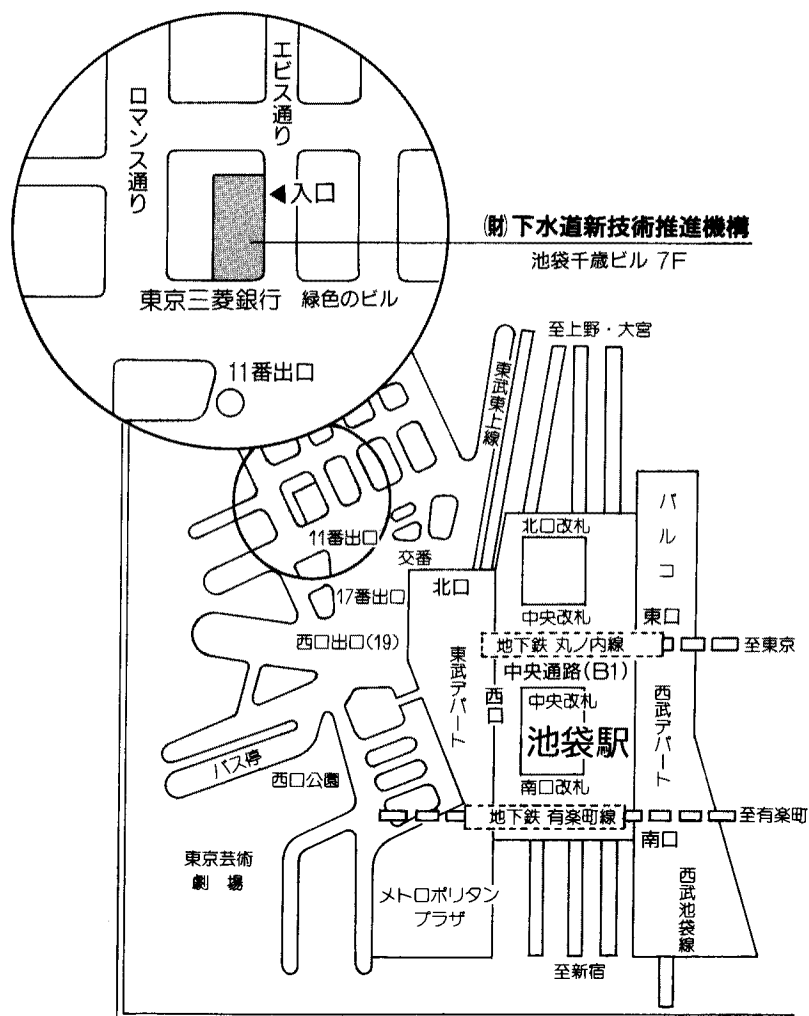 エビス通り
ロマンス通り
入口
(財)下水道新技術推進機構
池袋千歳ビル 7F
東京三菱銀行
緑色のビル
11番出口
至上野・大宮
東武東上線
パルコ
北口改札
11番出口
交番
北口
17番出口
中央改札
東口
西口出口(19)
地下鉄 丸ノ内線
至東京
中央通路(B1)
東武デパート
西口
中央改札
西武デパート
池袋駅
バス停
西口公園
南口改札
地下鉄 有楽町線
至有楽町
南口
東京芸術
劇場
メトロポリタン
プラザ
西武池袋線
至新宿